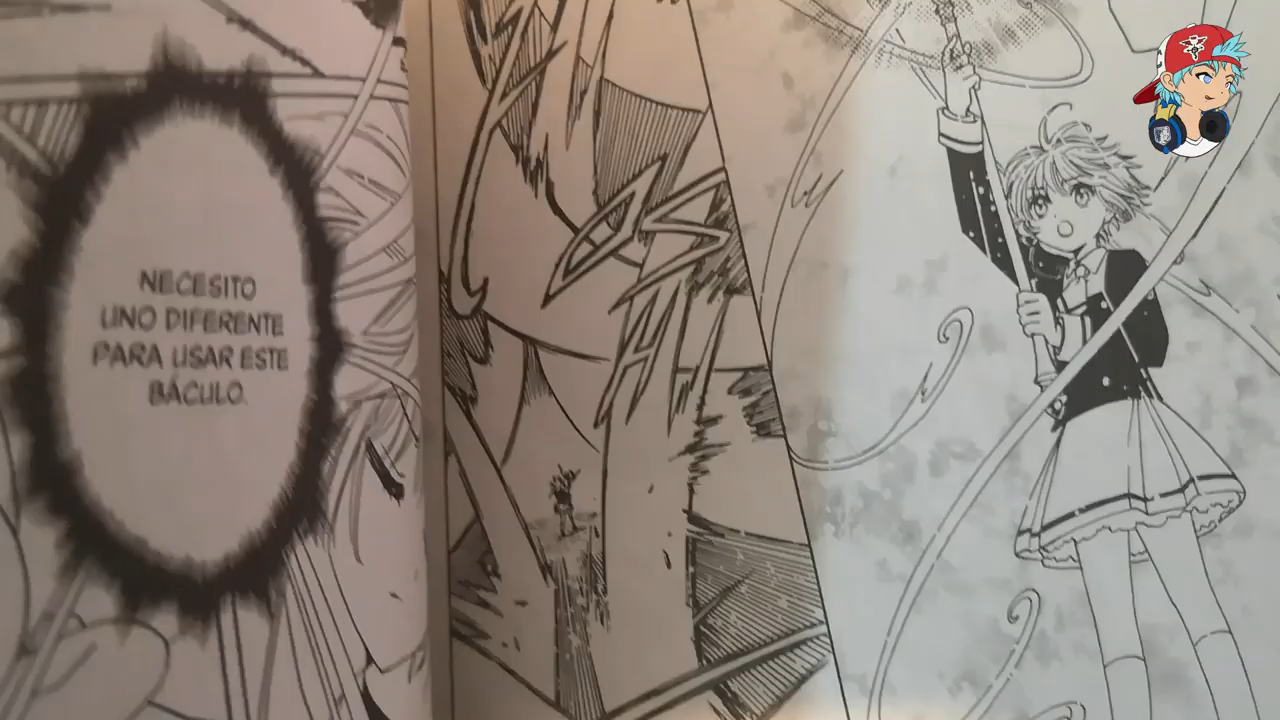 NECESITO
UNO DIFERENTE
PARA USAR ESTE
BÁCULO.